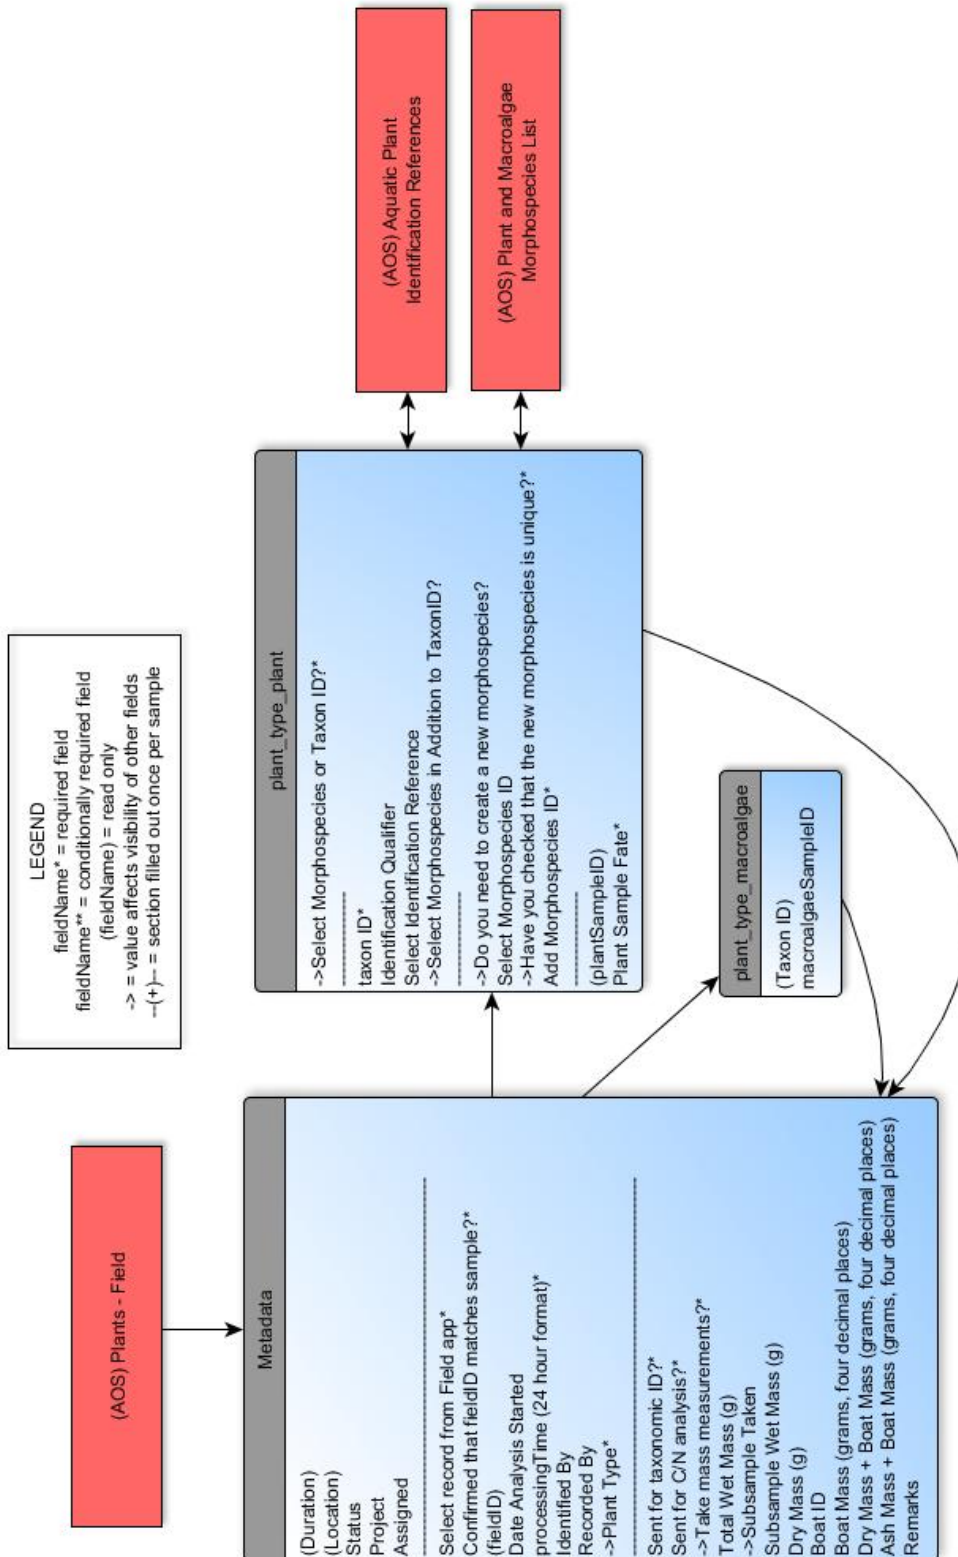 LEGEND
fieldName* = required field
fieldName** = conditionally required field
(fieldName) = read only
-> = value affects visibility of other fields
--(+)-- = section filled out once per sample
(AOS) Plants - Field
Metadata
(Duration)
(Location)
Status
Project
Assigned
Select record from Field app*
Confirmed that fieldID matches sample?*
(fieldID)
Date Analysis Started
processingTime (24 hour format)*
Identified By
Recorded By
->Plant Type*
Sent for taxonomic ID?*
Sent for C/N analysis?*
->Take mass measurements?*
Total Wet Mass (g)
->Subsample Taken
Subsample Wet Mass (g)
Dry Mass (g)
Boat ID
Boat Mass (grams, four decimal places)
Dry Mass + Boat Mass (grams, four decimal places)
Ash Mass + Boat Mass (grams, four decimal places)
Remarks
plant_type_plant
->Select Morphospecies or Taxon ID?*
taxon ID*
Identification Qualifier
Select Identification Reference
->Select Morphospecies in Addition to TaxonID?
->Do you need to create a new morphospecies?
Select Morphospecies ID
->Have you checked that the new morphospecies is unique?*
Add Morphospecies ID*
(plantSampleID)
Plant Sample Fate*
plant_type_macroalgae
(Taxon ID)
macroalgaeSampleID
(AOS) Aquatic Plant
Identification References
(AOS) Plant and Macroalgae
Morphospecies List